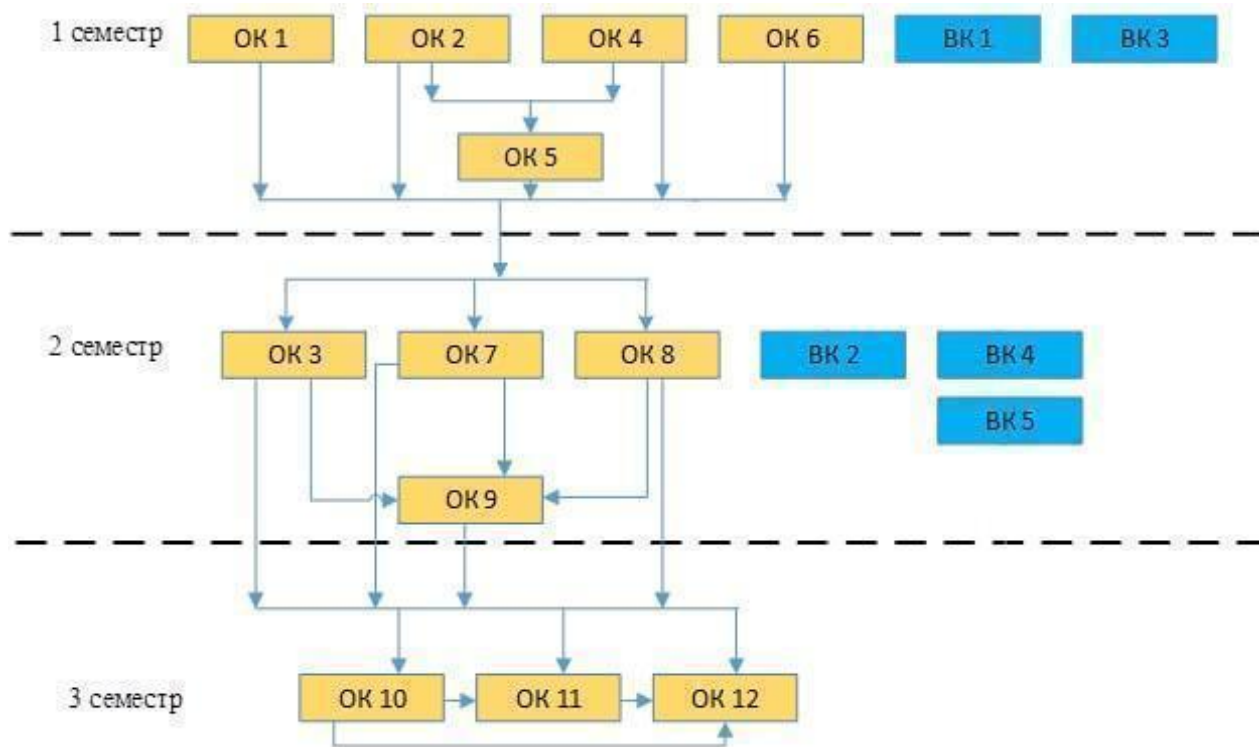 1 семестр ОК 1 ОК 2 ОК 4 ОК 6 ВК 1 ВК 3
ОК 5
2 семестр ОК 3 ОК 7 ОК 8 ВК 2 ВК 4
ВК 5
ОК 9
3 семестр ОК 10 ОК 11 ОК 12